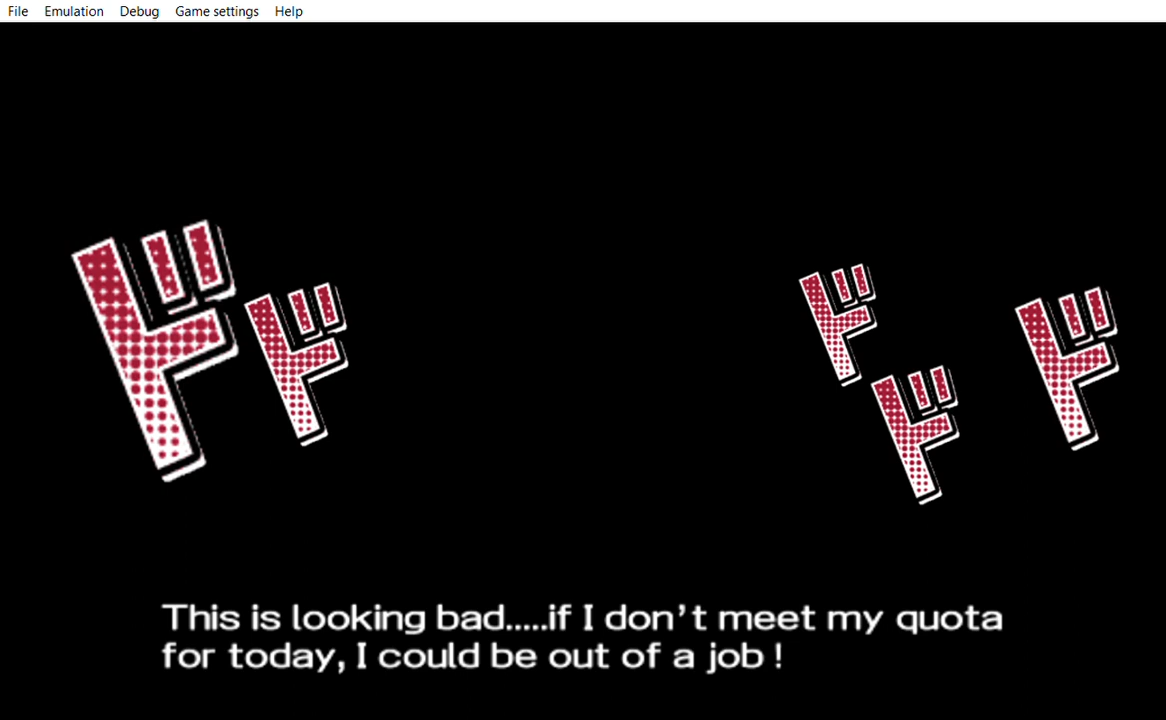 File Emulation Debug Game settings Help
ド ド ド ド ド
This is looking bad.....if I don't meet my quota
for today, I could be out of a job !